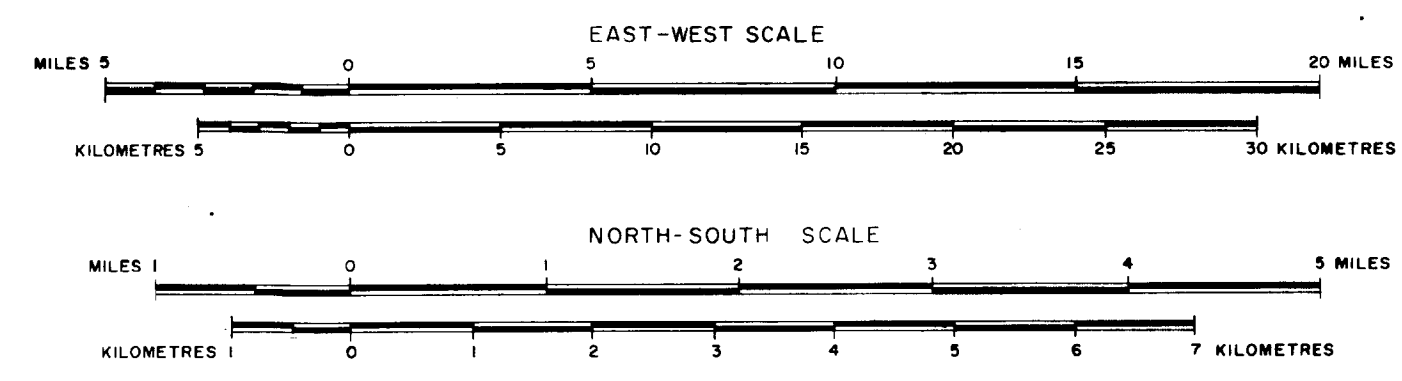 EAST-WEST SCALE
MILES 5 0 5 10 15 20 MILES
KILOMETRES 5 0 5 10 15 20 25 30 KILOMETRES
NORTH-SOUTH SCALE
MILES 1 0 1 2 3 4 5 MILES
KILOMETRES 1 0 1 2 3 4 5 6 7 KILOMETRES